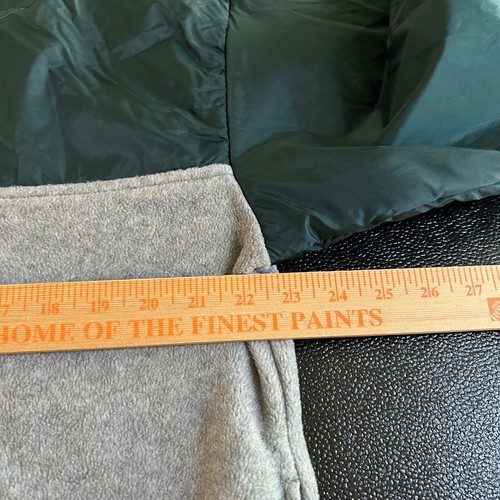 7 18 19 20 21 22 23 24 25 26 27
HOME OF THE FINEST PAINTS